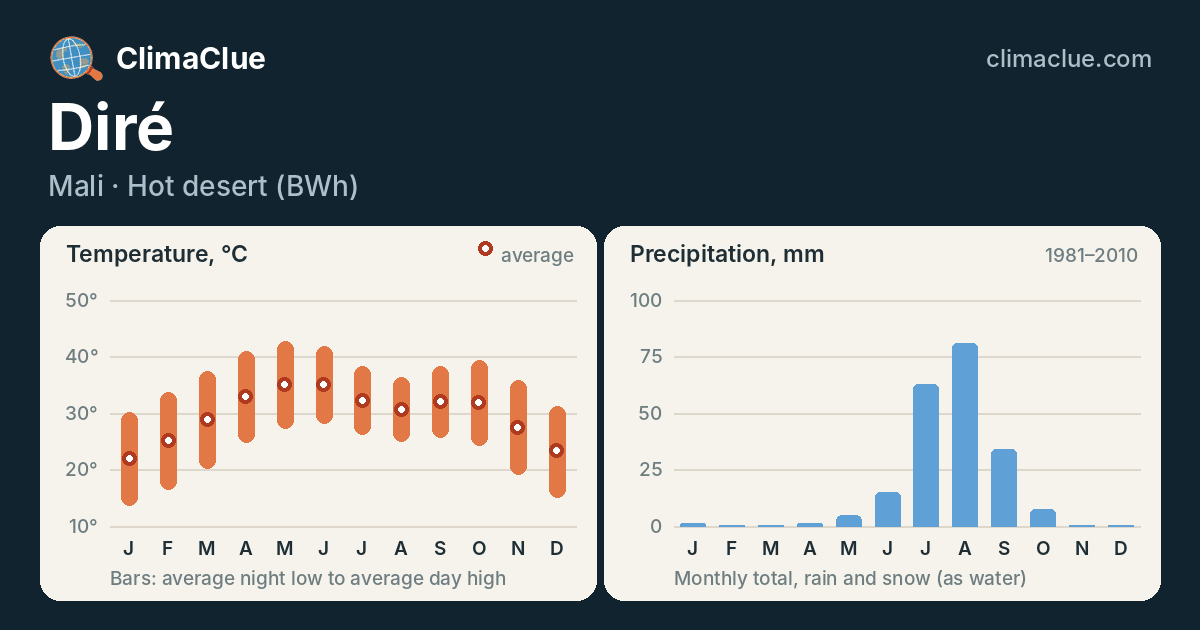 ClimaClue
climaclue.com
Diré
Mali · Hot desert (BWh)
Temperature, °C
average
50°
40°
30°
20°
10°
J F M A M J J A S O N D
Bars: average night low to average day high
Precipitation, mm
1981–2010
100
75
50
25
0
J F M A M J J A S O N D
Monthly total, rain and snow (as water)